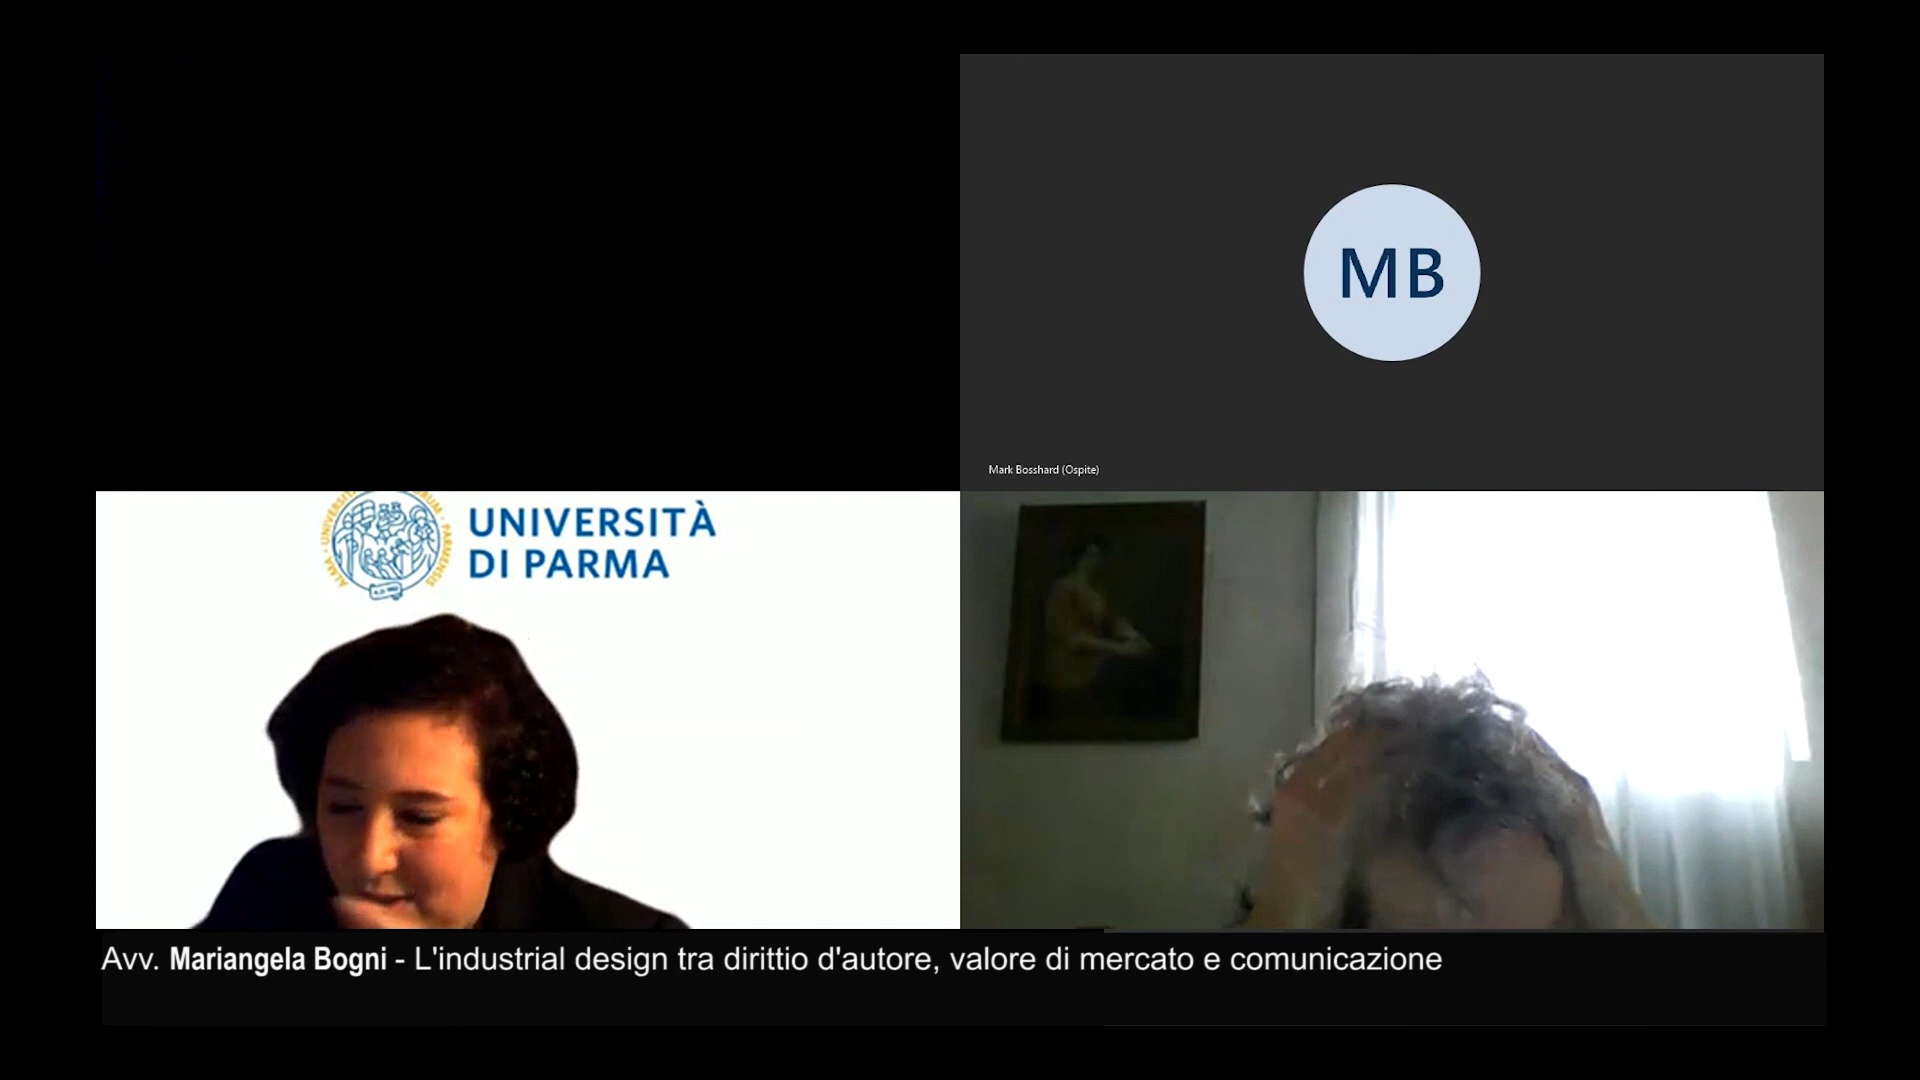 MB
Mark Bosshard (Ospite)
UNIVERSITÀ
DI PARMA
Avv. Mariangela Bogni - L'industrial design tra dirittio d'autore, valore di mercato e comunicazione